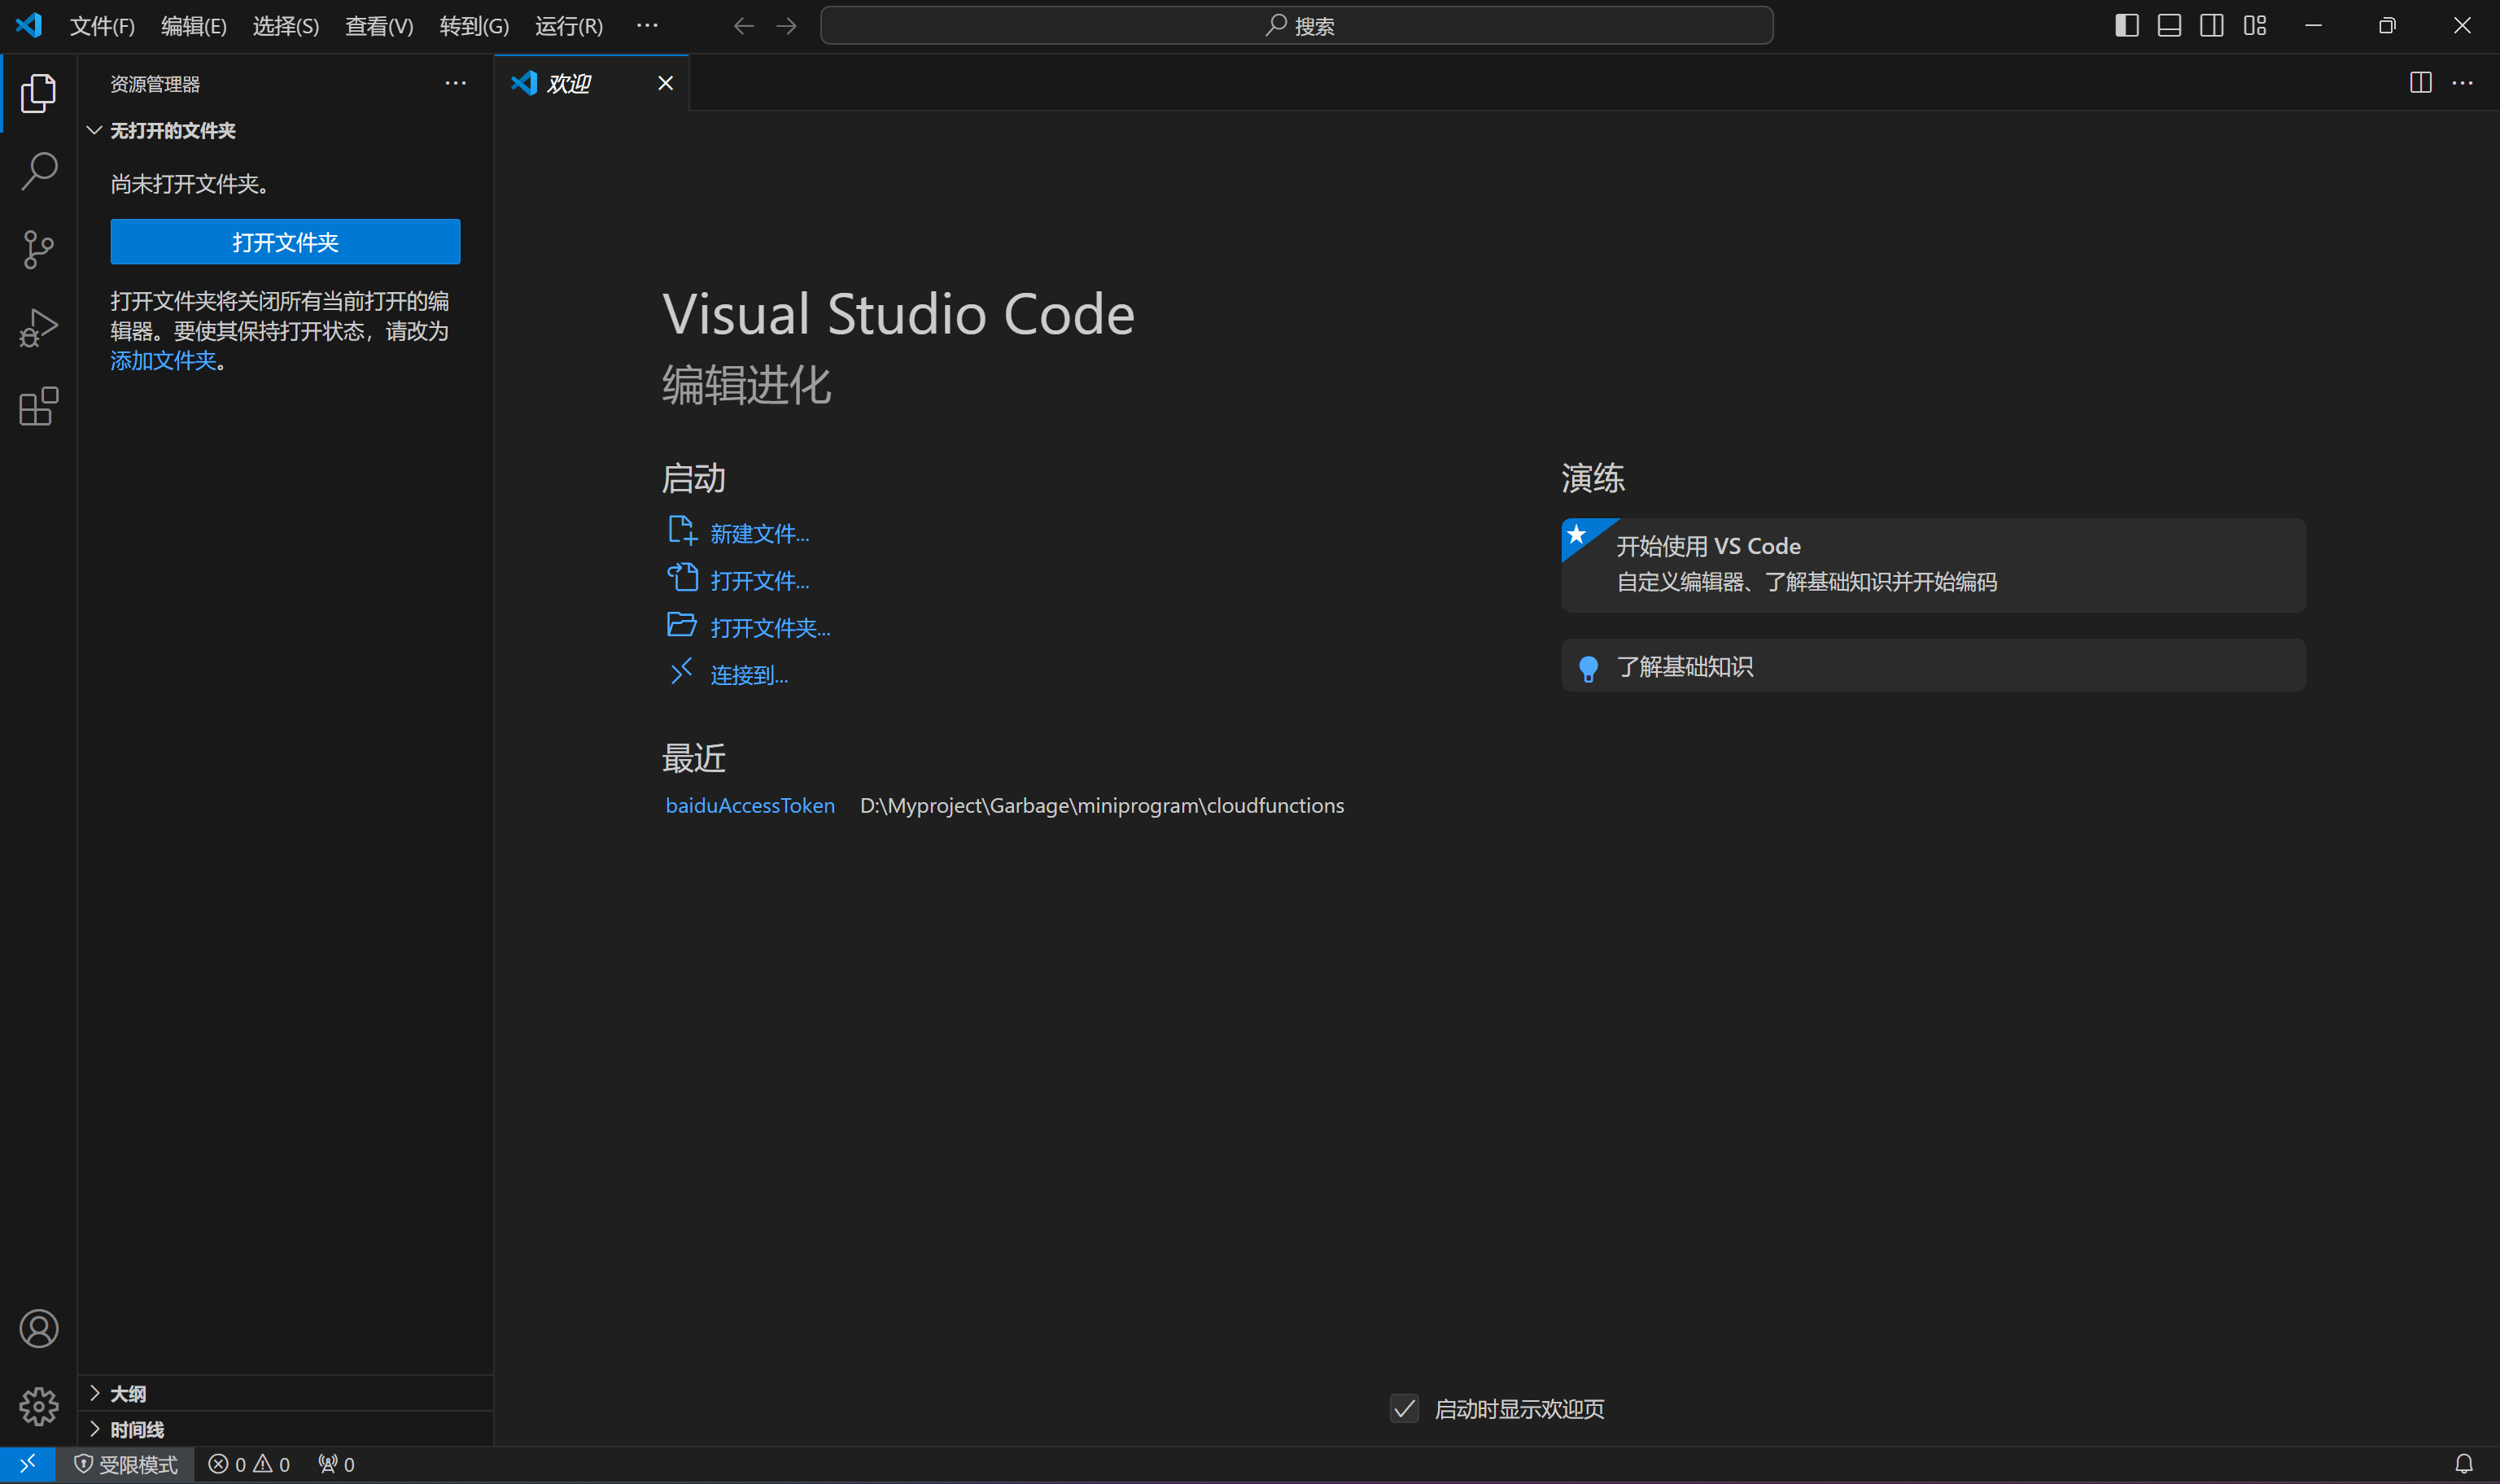 文件(F) 编辑(E) 选择(S) 查看(V) 转到(G) 运行(R) ··· 搜索
资源管理器 ···
欢迎
无打开的文件夹
尚未打开文件夹。
打开文件夹
打开文件夹将关闭所有当前打开的编
辑器。要使其保持打开状态，请改为
添加文件夹。
Visual Studio Code
编辑进化
启动
新建文件...
打开文件...
打开文件夹...
连接到...
最近
baiduAccessToken D:\Myproject\Garbage\miniprogram\cloudfunctions
演练
开始使用 VS Code
自定义编辑器、了解基础知识并开始编码
了解基础知识
启动时显示欢迎页
大纲
时间线
受限模式 0 0 0